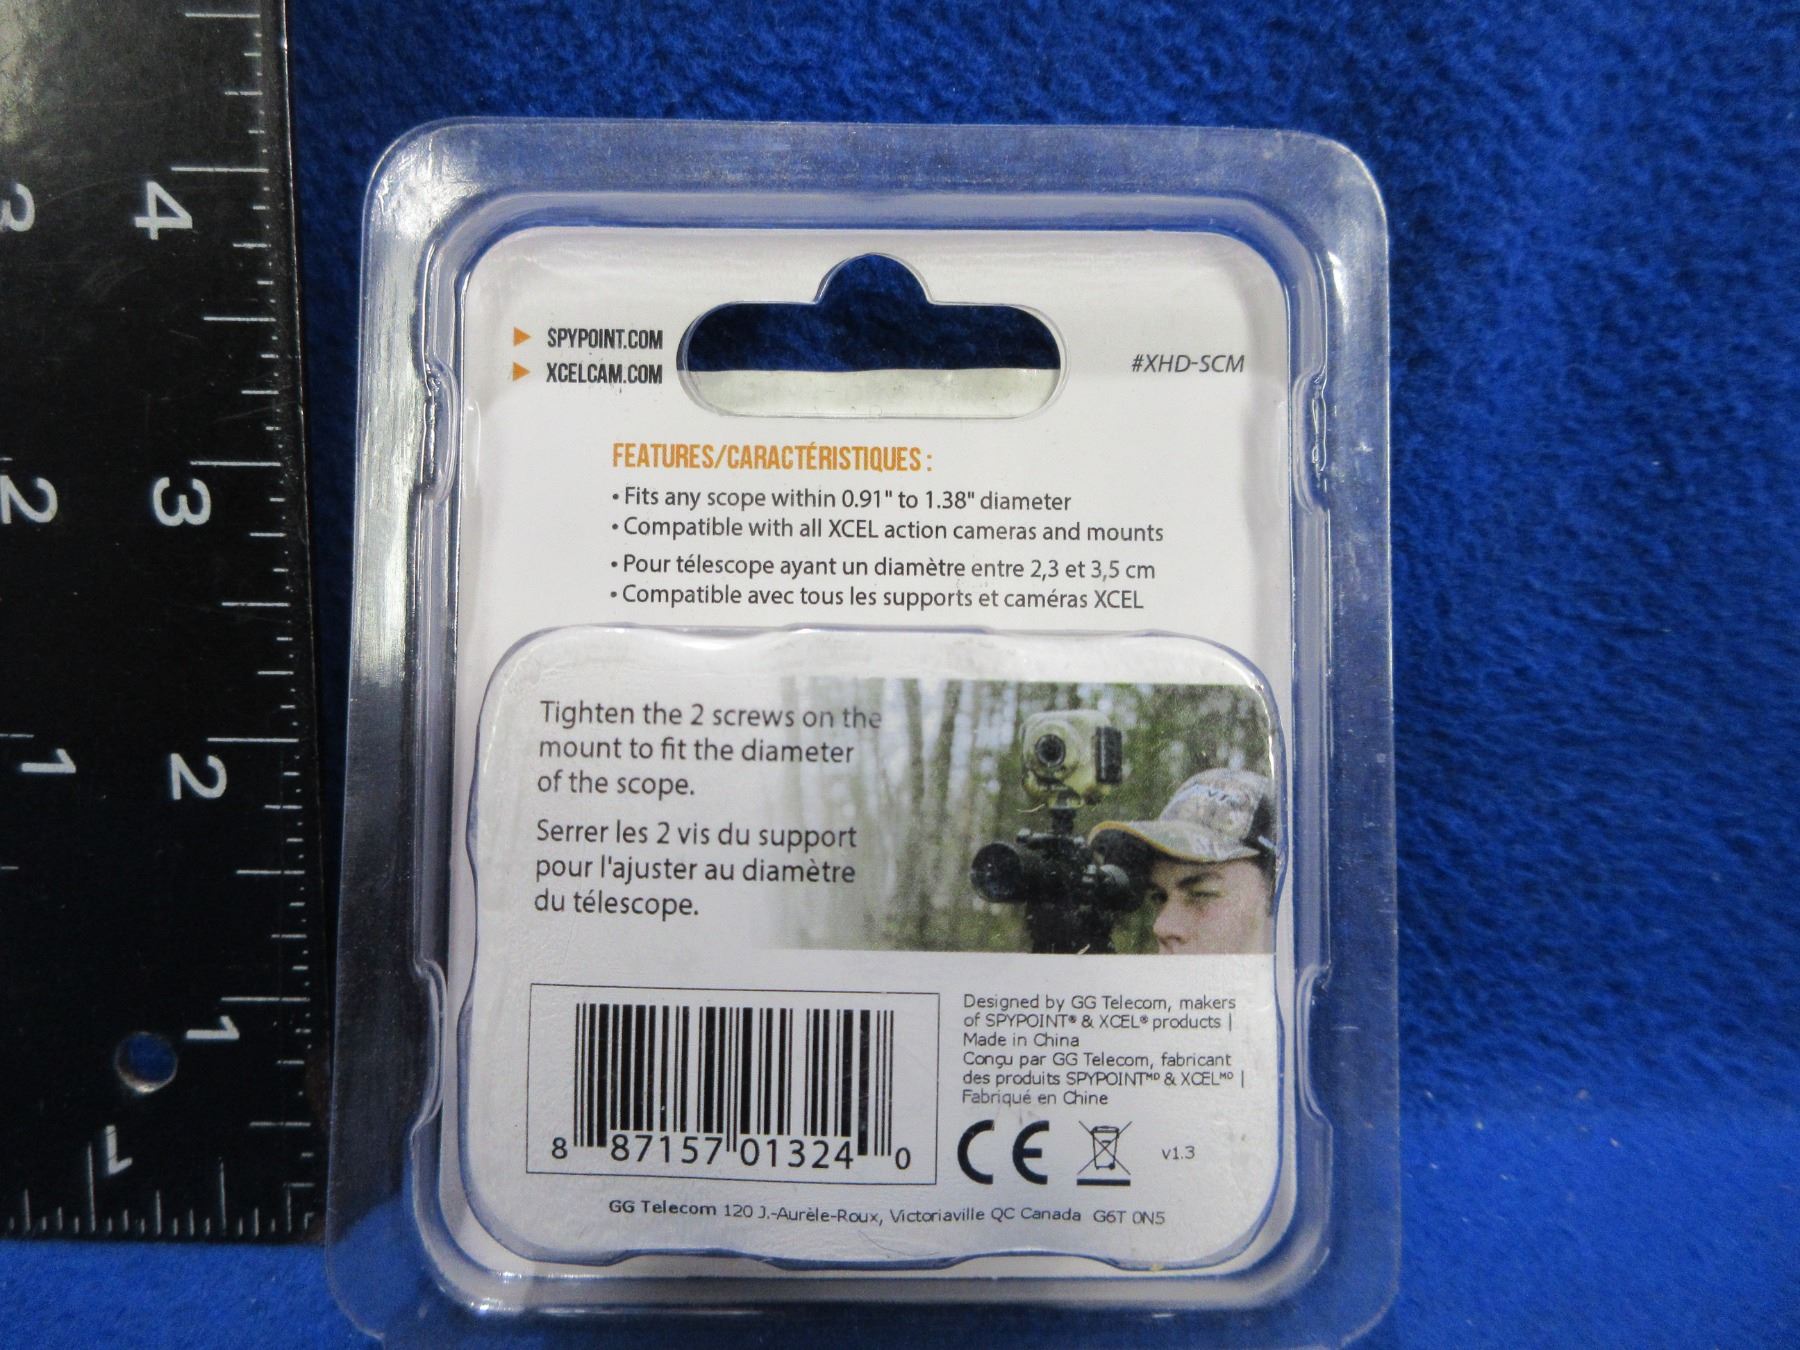 4
3
3
2
2
1
1
SPYPOINT.COM
XCELCAM.COM
#XHD-SCM
FEATURES/CARACTÉRISTIQUES :
• Fits any scope within 0.91" to 1.38" diameter
• Compatible with all XCEL action cameras and mounts
• Pour télescope ayant un diamètre entre 2,3 et 3,5 cm
• Compatible avec tous les supports et caméras XCEL
Tighten the 2 screws on the
mount to fit the diameter
of the scope.
Serrer les 2 vis du support
pour l'ajuster au diamètre
du télescope.
8 87157 01324 0
Designed by GG Telecom, makers
of SPYPOINT® & XCEL® products |
Made in China
Conçu par GG Telecom, fabricant
des produits SPYPOINTᴹᴰ & XCELᴹᴰ |
Fabriqué en Chine
CE
v1.3
GG Telecom 120 J.-Aurèle-Roux, Victoriaville QC Canada G6T 0N5